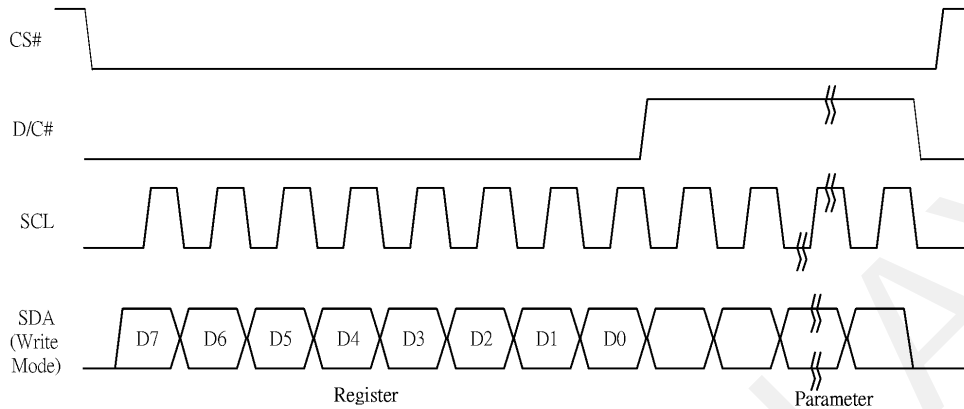 CS#
D/C#
SCL
SDA
(Write
Mode)
D7 D6 D5 D4 D3 D2 D1 D0
Register
Parameter